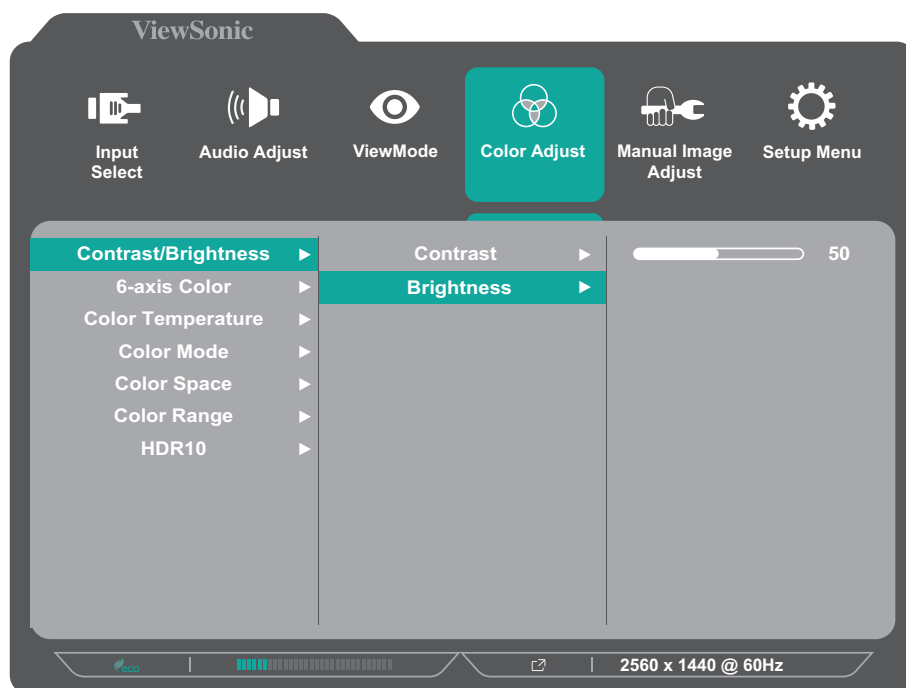 ViewSonic
Input Select
Audio Adjust
ViewMode
Color Adjust
Manual Image Adjust
Setup Menu
Contrast/Brightness
Contrast
50
6-axis Color
Brightness
Color Temperature
Color Mode
Color Space
Color Range
HDR10
eco
2560 x 1440 @ 60Hz